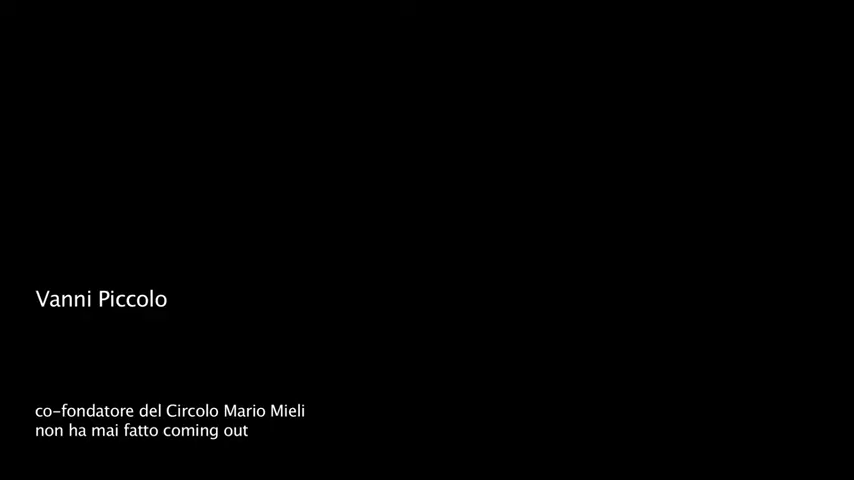 Vanni Piccolo
co-fondatore del Circolo Mario Mieli
non ha mai fatto coming out